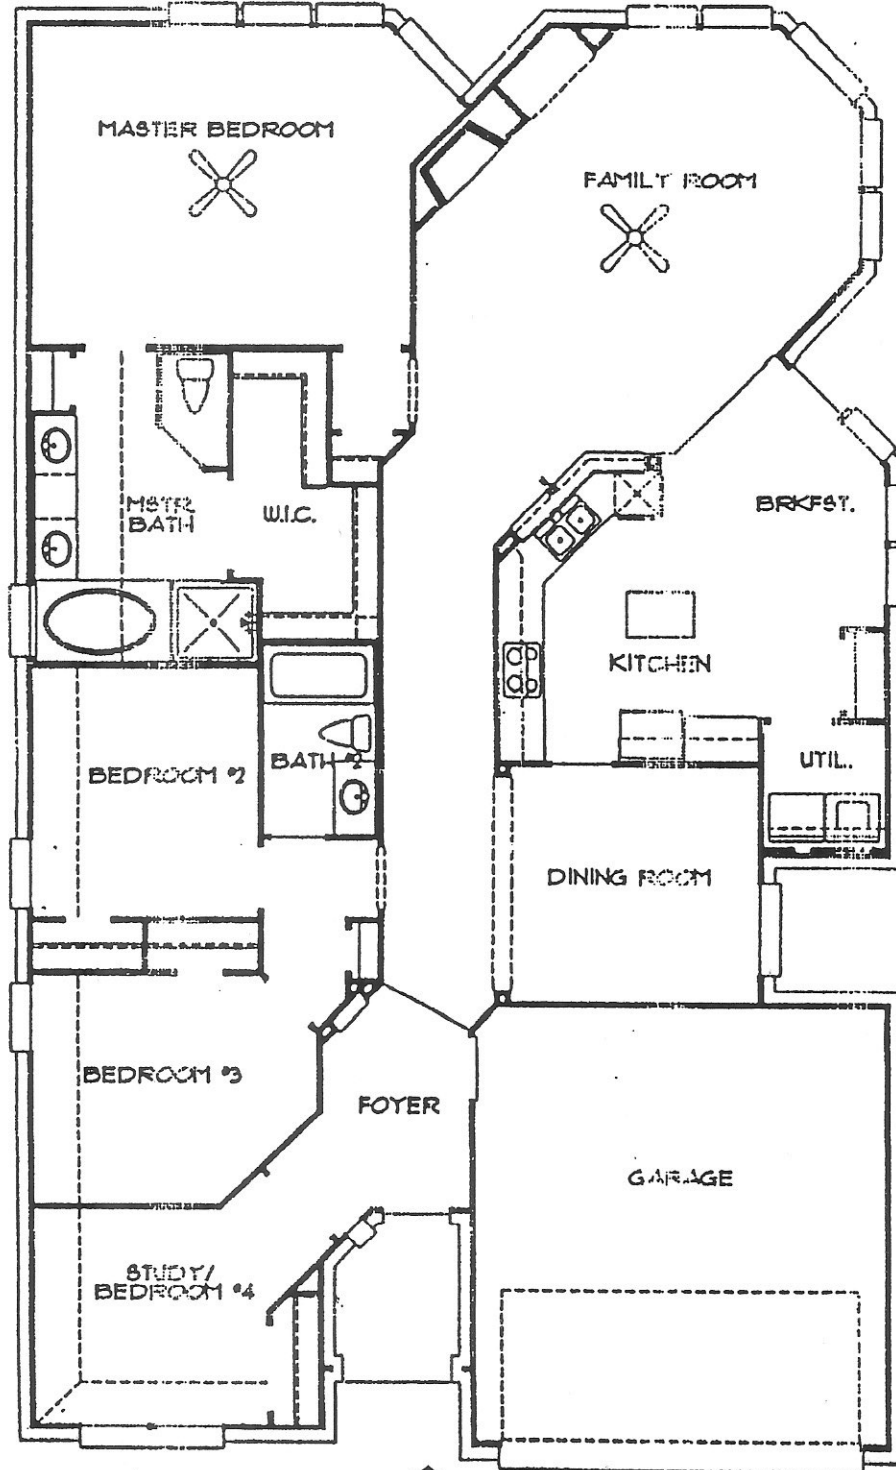 MASTER BEDROOM
FAMILY ROOM
MSTR.
BATH
W.I.C.
BRKFST.
KITCHEN
BEDROOM #2
BATH #2
UTIL.
DINING ROOM
BEDROOM #3
FOYER
GARAGE
STUDY/
BEDROOM #4